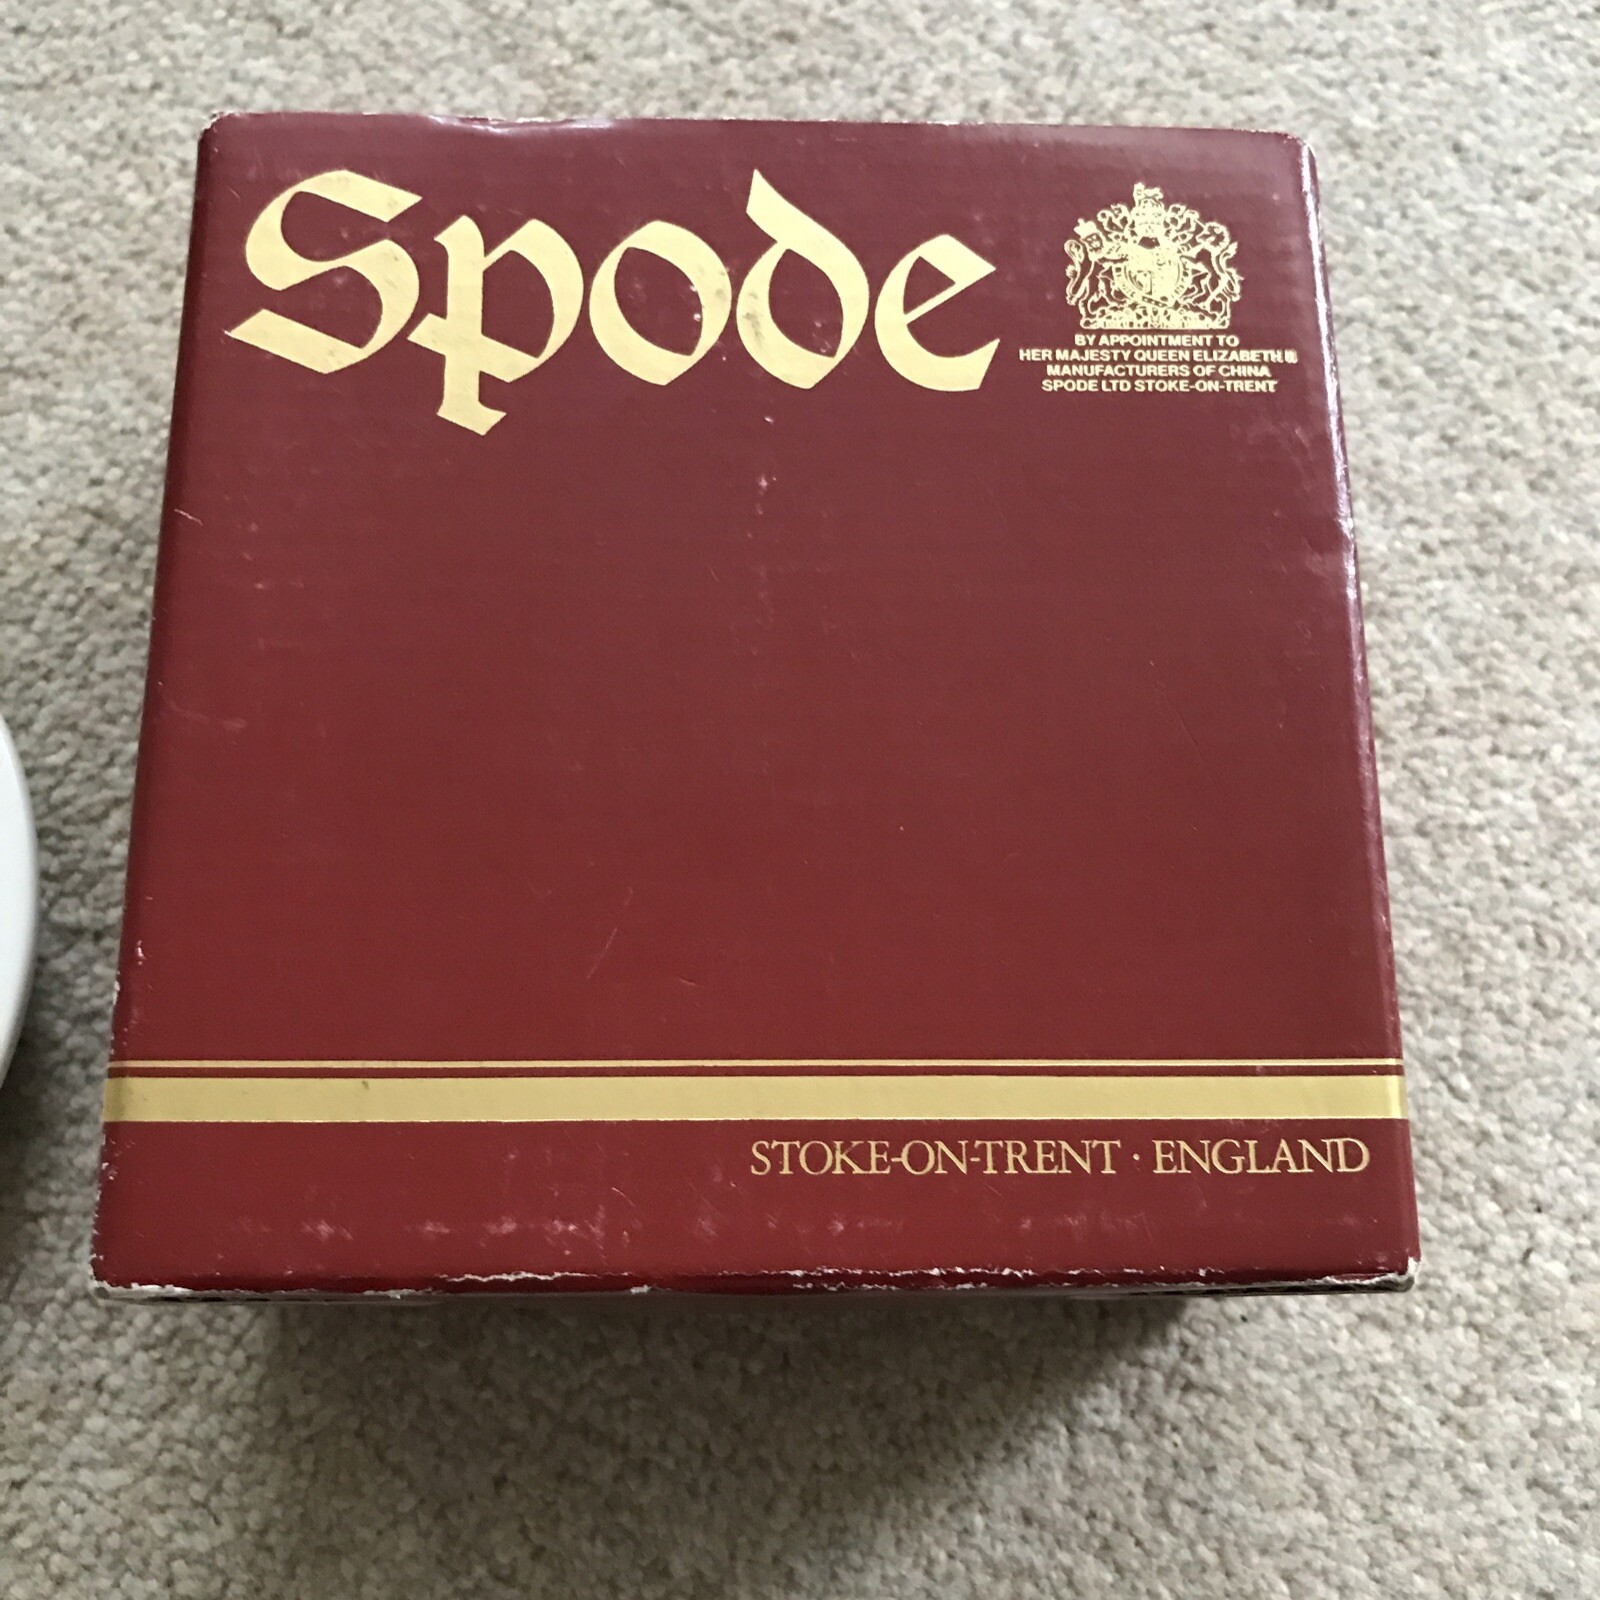 Spode
BY APPOINTMENT TO
HER MAJESTY QUEEN ELIZABETH II
MANUFACTURERS OF CHINA
SPODE LTD STOKE-ON-TRENT
STOKE-ON-TRENT · ENGLAND